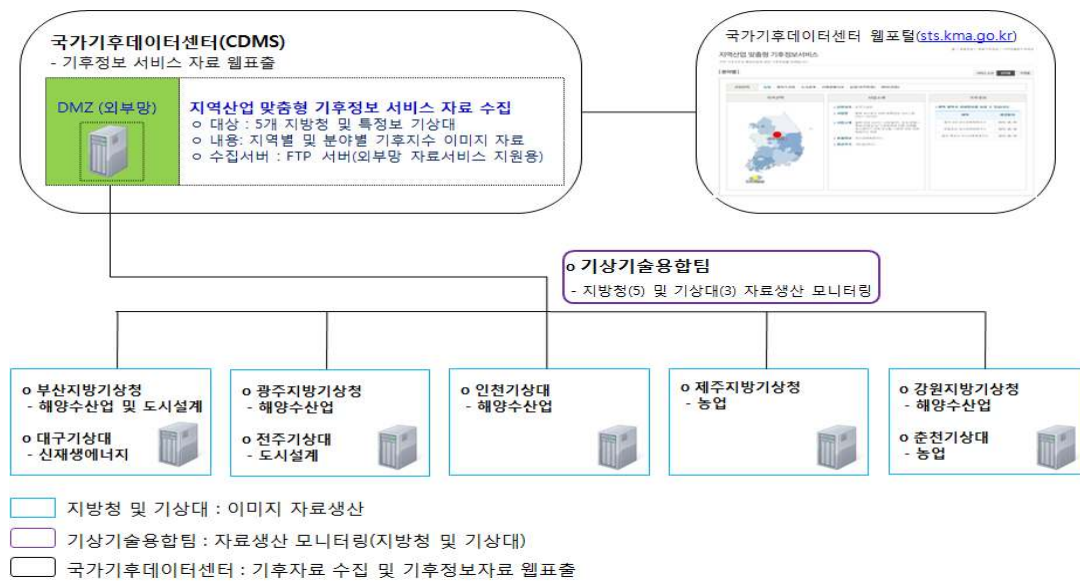 국가기후데이터센터(CDMS)
- 기후정보 서비스 자료 웹표출
DMZ (외부망)
지역산업 맞춤형 기후정보 서비스 자료 수집
o 대상 : 5개 지방청 및 특정보 기상대
o 내용: 지역별 및 분야별 기후지수 이미지 자료
o 수집서버 : FTP 서버(외부망 자료서비스 지원용)
국가기후데이터센터 웹포털(sts.kma.go.kr)
지역산업 맞춤형 기후정보서비스
o 기상기술융합팀
- 지방청(5) 및 기상대(3) 자료생산 모니터링
o 부산지방기상청
- 해양수산업 및 도시설계
o 대구기상대
- 신재생에너지
o 광주지방기상청
- 해양수산업
o 전주기상대
- 도시설계
o 인천기상대
- 해양수산업
o 제주지방기상청
- 농업
o 강원지방기상청
- 해양수산업
o 춘천기상대
- 농업
지방청 및 기상대 : 이미지 자료생산
기상기술융합팀 : 자료생산 모니터링(지방청 및 기상대)
국가기후데이터센터 : 기후자료 수집 및 기후정보자료 웹표출